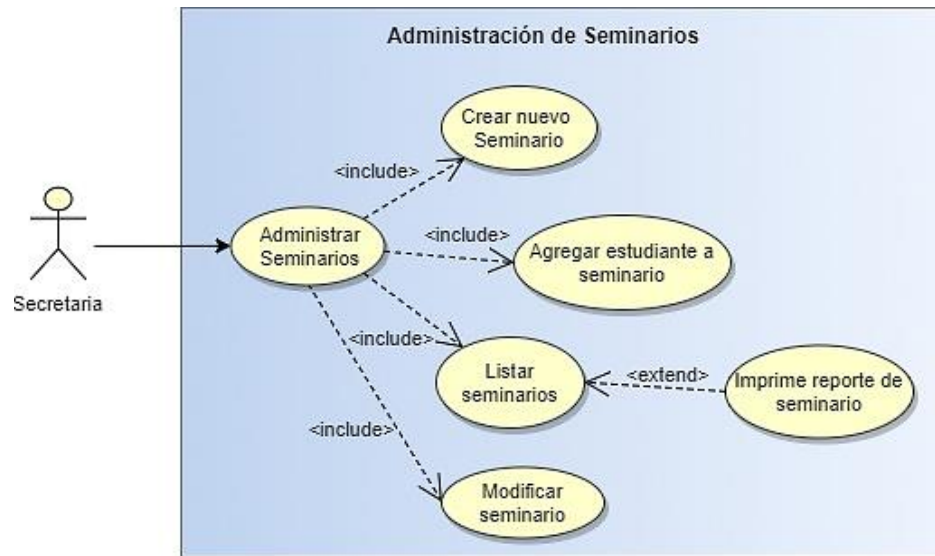 Administración de Seminarios
Crear nuevo
Seminario
<include>
<include>
Administrar
Seminarios
Agregar estudiante a
seminario
Secretaria
<include>
Listar
seminarios
<extend>
Imprime reporte de
seminario
<include>
Modificar
seminario